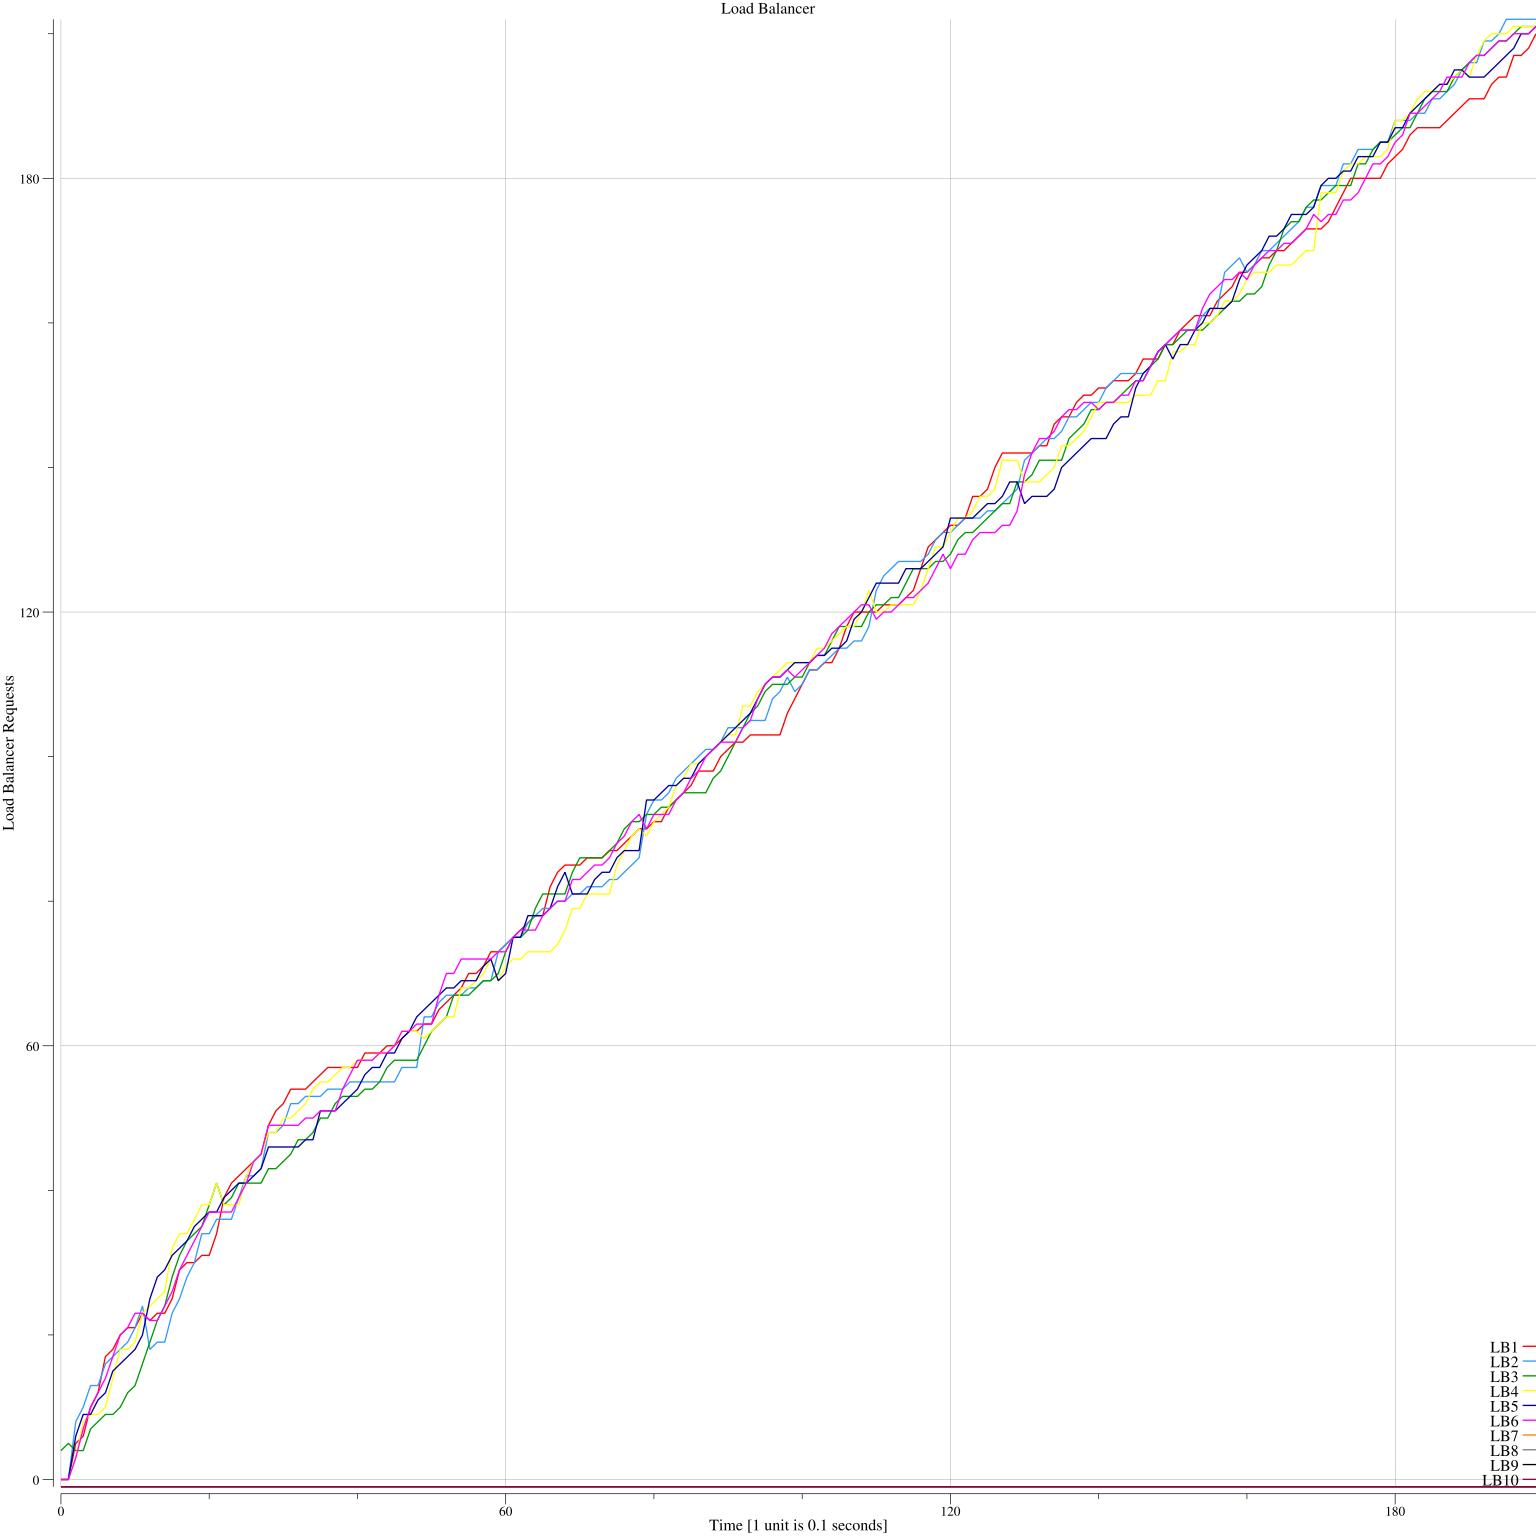 Load Balancer
180
120
60
0
Load Balancer Requests
LB1
LB2
LB3
LB4
LB5
LB6
LB7
LB8
LB9
LB10
0
60
120
180
Time [1 unit is 0.1 seconds]